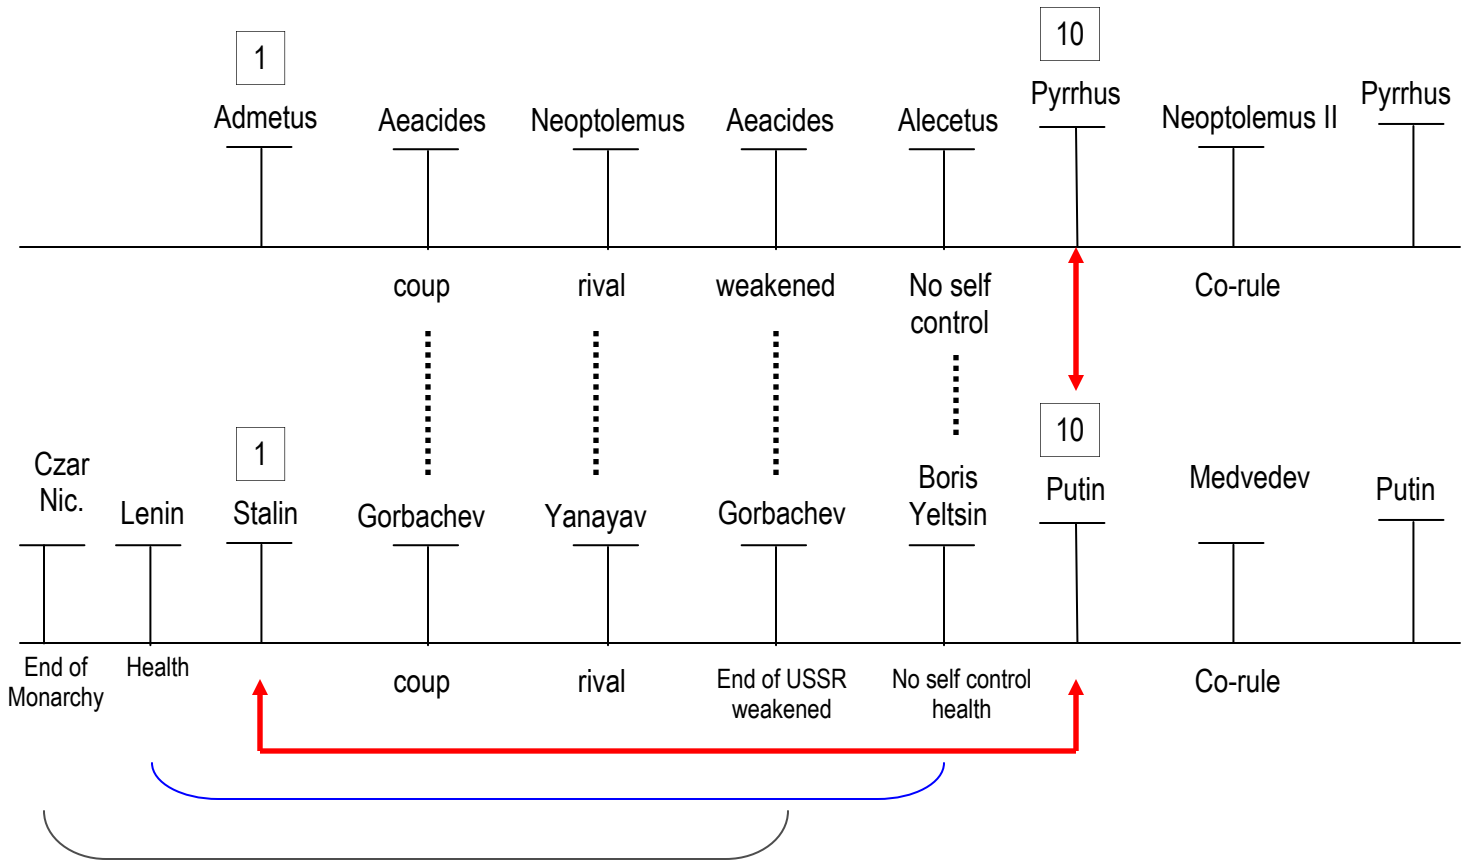 1
10
Admetus
Aeacides
Neoptolemus
Aeacides
Alecetus
Pyrrhus
Neoptolemus II
Pyrrhus
coup
rival
weakened
No self
control
Co-rule
1
10
Czar
Nic.
Lenin
Stalin
Gorbachev
Yanayav
Gorbachev
Boris
Yeltsin
Putin
Medvedev
Putin
End of
Monarchy
Health
coup
rival
End of USSR
weakened
No self control
health
Co-rule